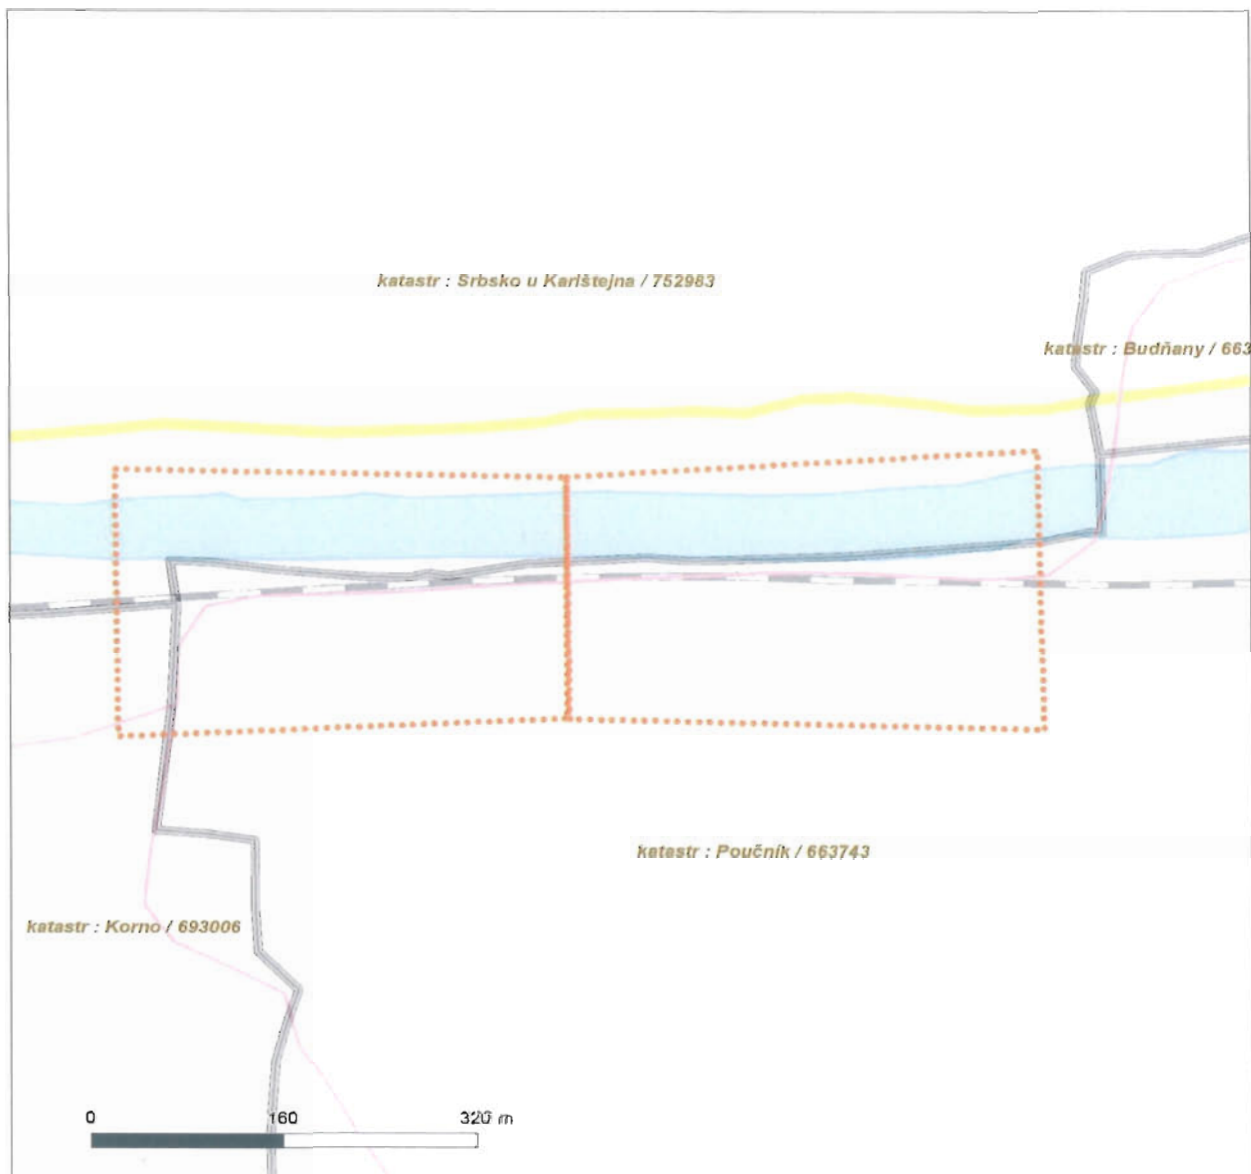 katastr : Srbsko u Karlštejna / 752983
katastr : Budňany / 663
katastr : Poučník / 663743
katastr : Korno / 693006
0 160 320 m